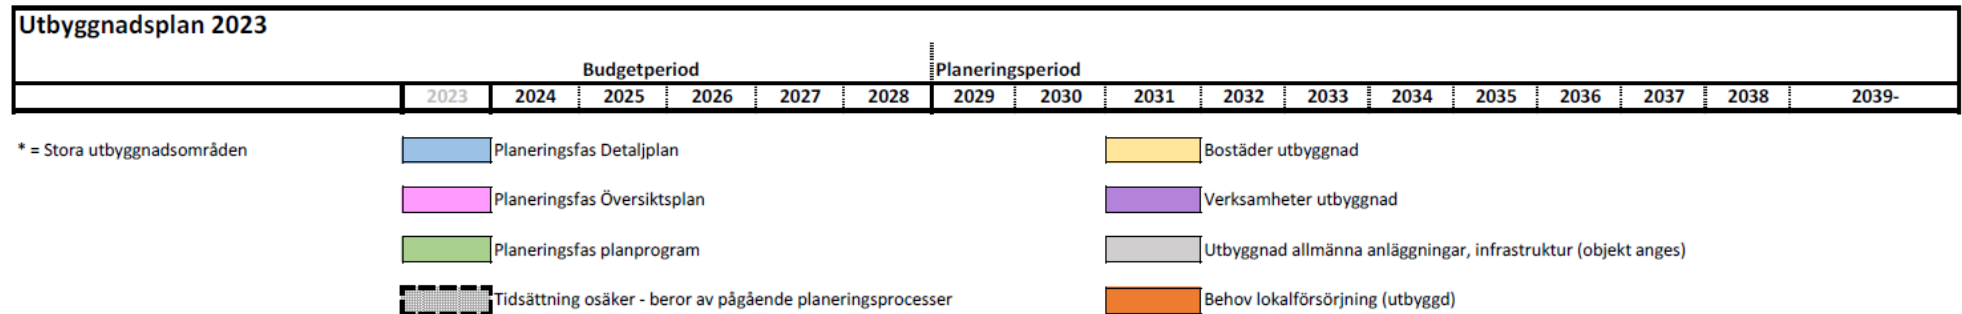 Utbyggnadsplan 2023
Budgetperiod Planeringsperiod
2023 2024 2025 2026 2027 2028 2029 2030 2031 2032 2033 2034 2035 2036 2037 2038 2039-
* = Stora utbyggnadsområden Planeringsfas Detaljplan Bostäder utbyggnad
Planeringsfas Översiktsplan Verksamheter utbyggnad
Planeringsfas planprogram Utbyggnad allmänna anläggningar, infrastruktur (objekt anges)
Tidsättning osäker - beror av pågående planeringsprocesser Behov lokalförsörjning (utbyggd)